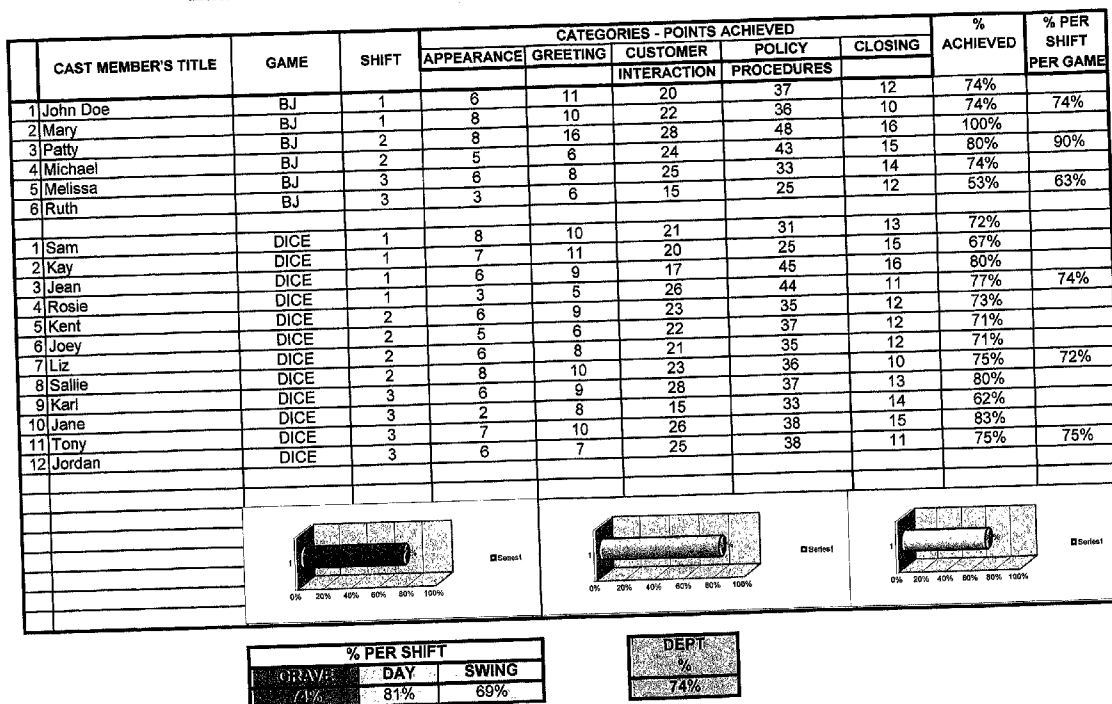 CATEGORIES - POINTS ACHIEVED
CAST MEMBER'S TITLE GAME SHIFT APPEARANCE GREETING CUSTOMER POLICY CLOSING % ACHIEVED % PER SHIFT PER GAME
INTERACTION PROCEDURES
1 John Doe BJ 1 6 11 20 37 12 74%
2 Mary BJ 1 8 10 22 36 10 74% 74%
3 Patty BJ 2 8 16 28 48 16 100%
4 Michael BJ 2 5 6 24 43 15 80% 90%
5 Melissa BJ 3 6 8 25 33 14 74%
6 Ruth BJ 3 3 6 15 25 12 53% 63%
1 Sam DICE 1 8 10 21 31 13 72%
2 Kay DICE 1 7 11 20 25 15 67%
3 Jean DICE 1 6 9 17 45 16 80%
4 Rosie DICE 1 3 5 26 44 11 77% 74%
5 Kent DICE 2 6 9 23 35 12 73%
6 Joey DICE 2 5 6 22 37 12 71%
7 Liz DICE 2 6 8 21 35 12 71%
8 Sallie DICE 2 8 10 23 36 10 75% 72%
9 Karl DICE 3 6 9 28 37 13 80%
10 Jane DICE 3 2 8 15 33 14 62%
11 Tony DICE 3 7 10 26 38 15 83%
12 Jordan DICE 3 6 7 25 38 11 75% 75%
1 Series1
0% 20% 40% 60% 80% 100%
1 Series1
0% 20% 40% 60% 80% 100%
1 Series1
0% 20% 40% 60% 80% 100%
% PER SHIFT
GRAVE DAY SWING
74% 81% 69%
DEPT
%
74%